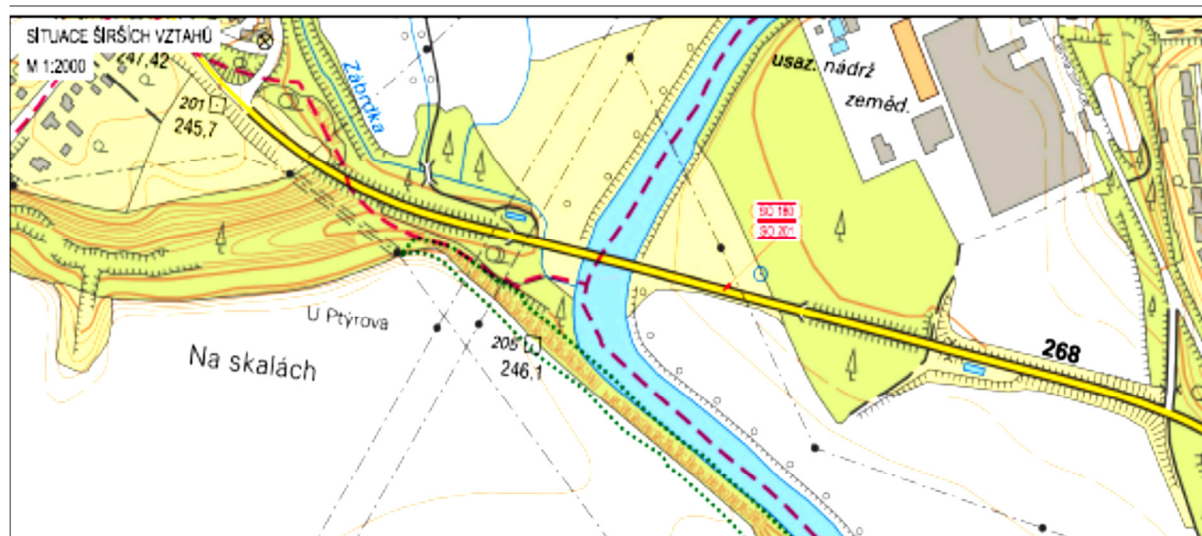 SITUACE ŠIRŠÍCH VZTAHŮ
M 1:2000
247,42
201
245,7
Zábrdka
usaz. nádrž
zeměd.
SO 180
SO 201
U Ptýrova
Na skalách
205
246,1
268